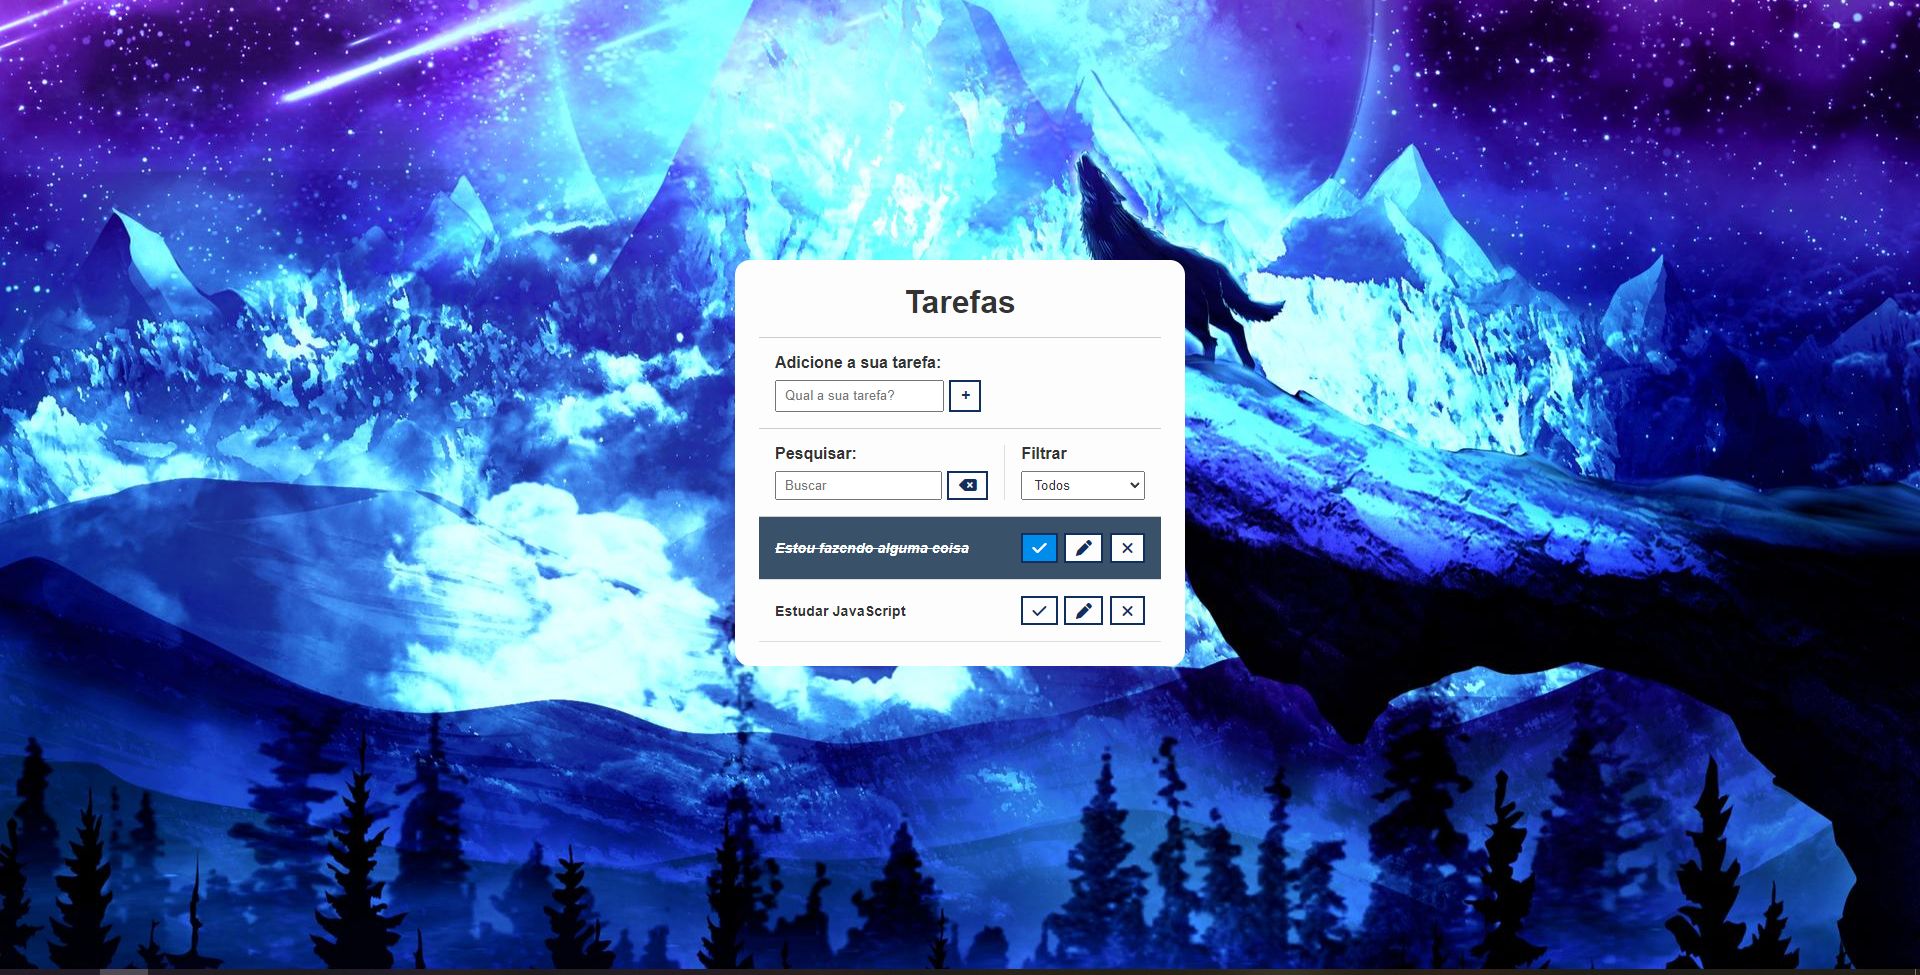 Tarefas
Adicione a sua tarefa:
Qual a sua tarefa?
+
Pesquisar:
Filtrar
Buscar
Todos
Estou fazendo alguma coisa
Estudar JavaScript